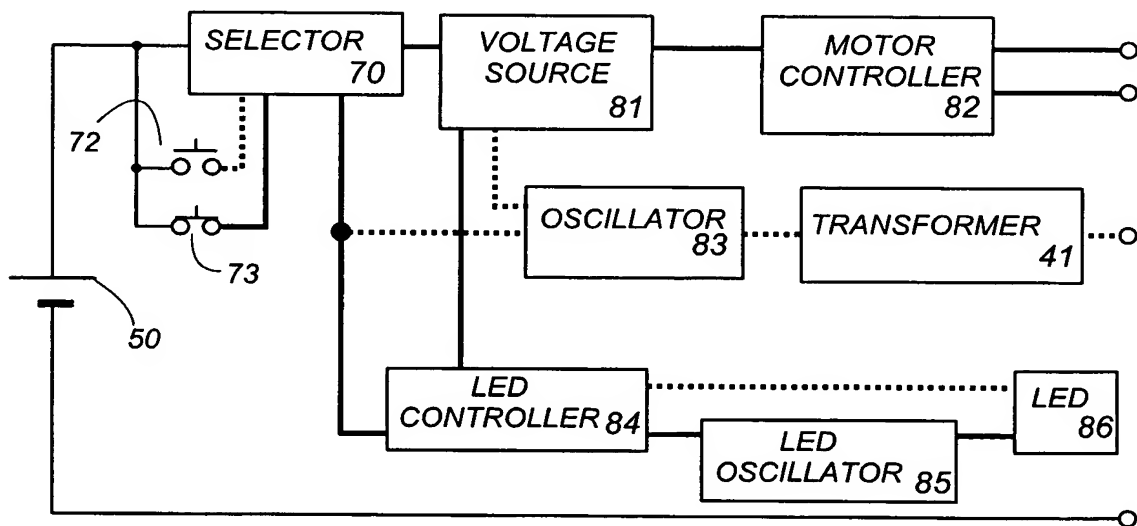 SELECTOR
70
VOLTAGE
SOURCE
81
MOTOR
CONTROLLER
82
72
73
50
OSCILLATOR
83
TRANSFORMER
41
LED
CONTROLLER 84
LED
OSCILLATOR 85
LED
86